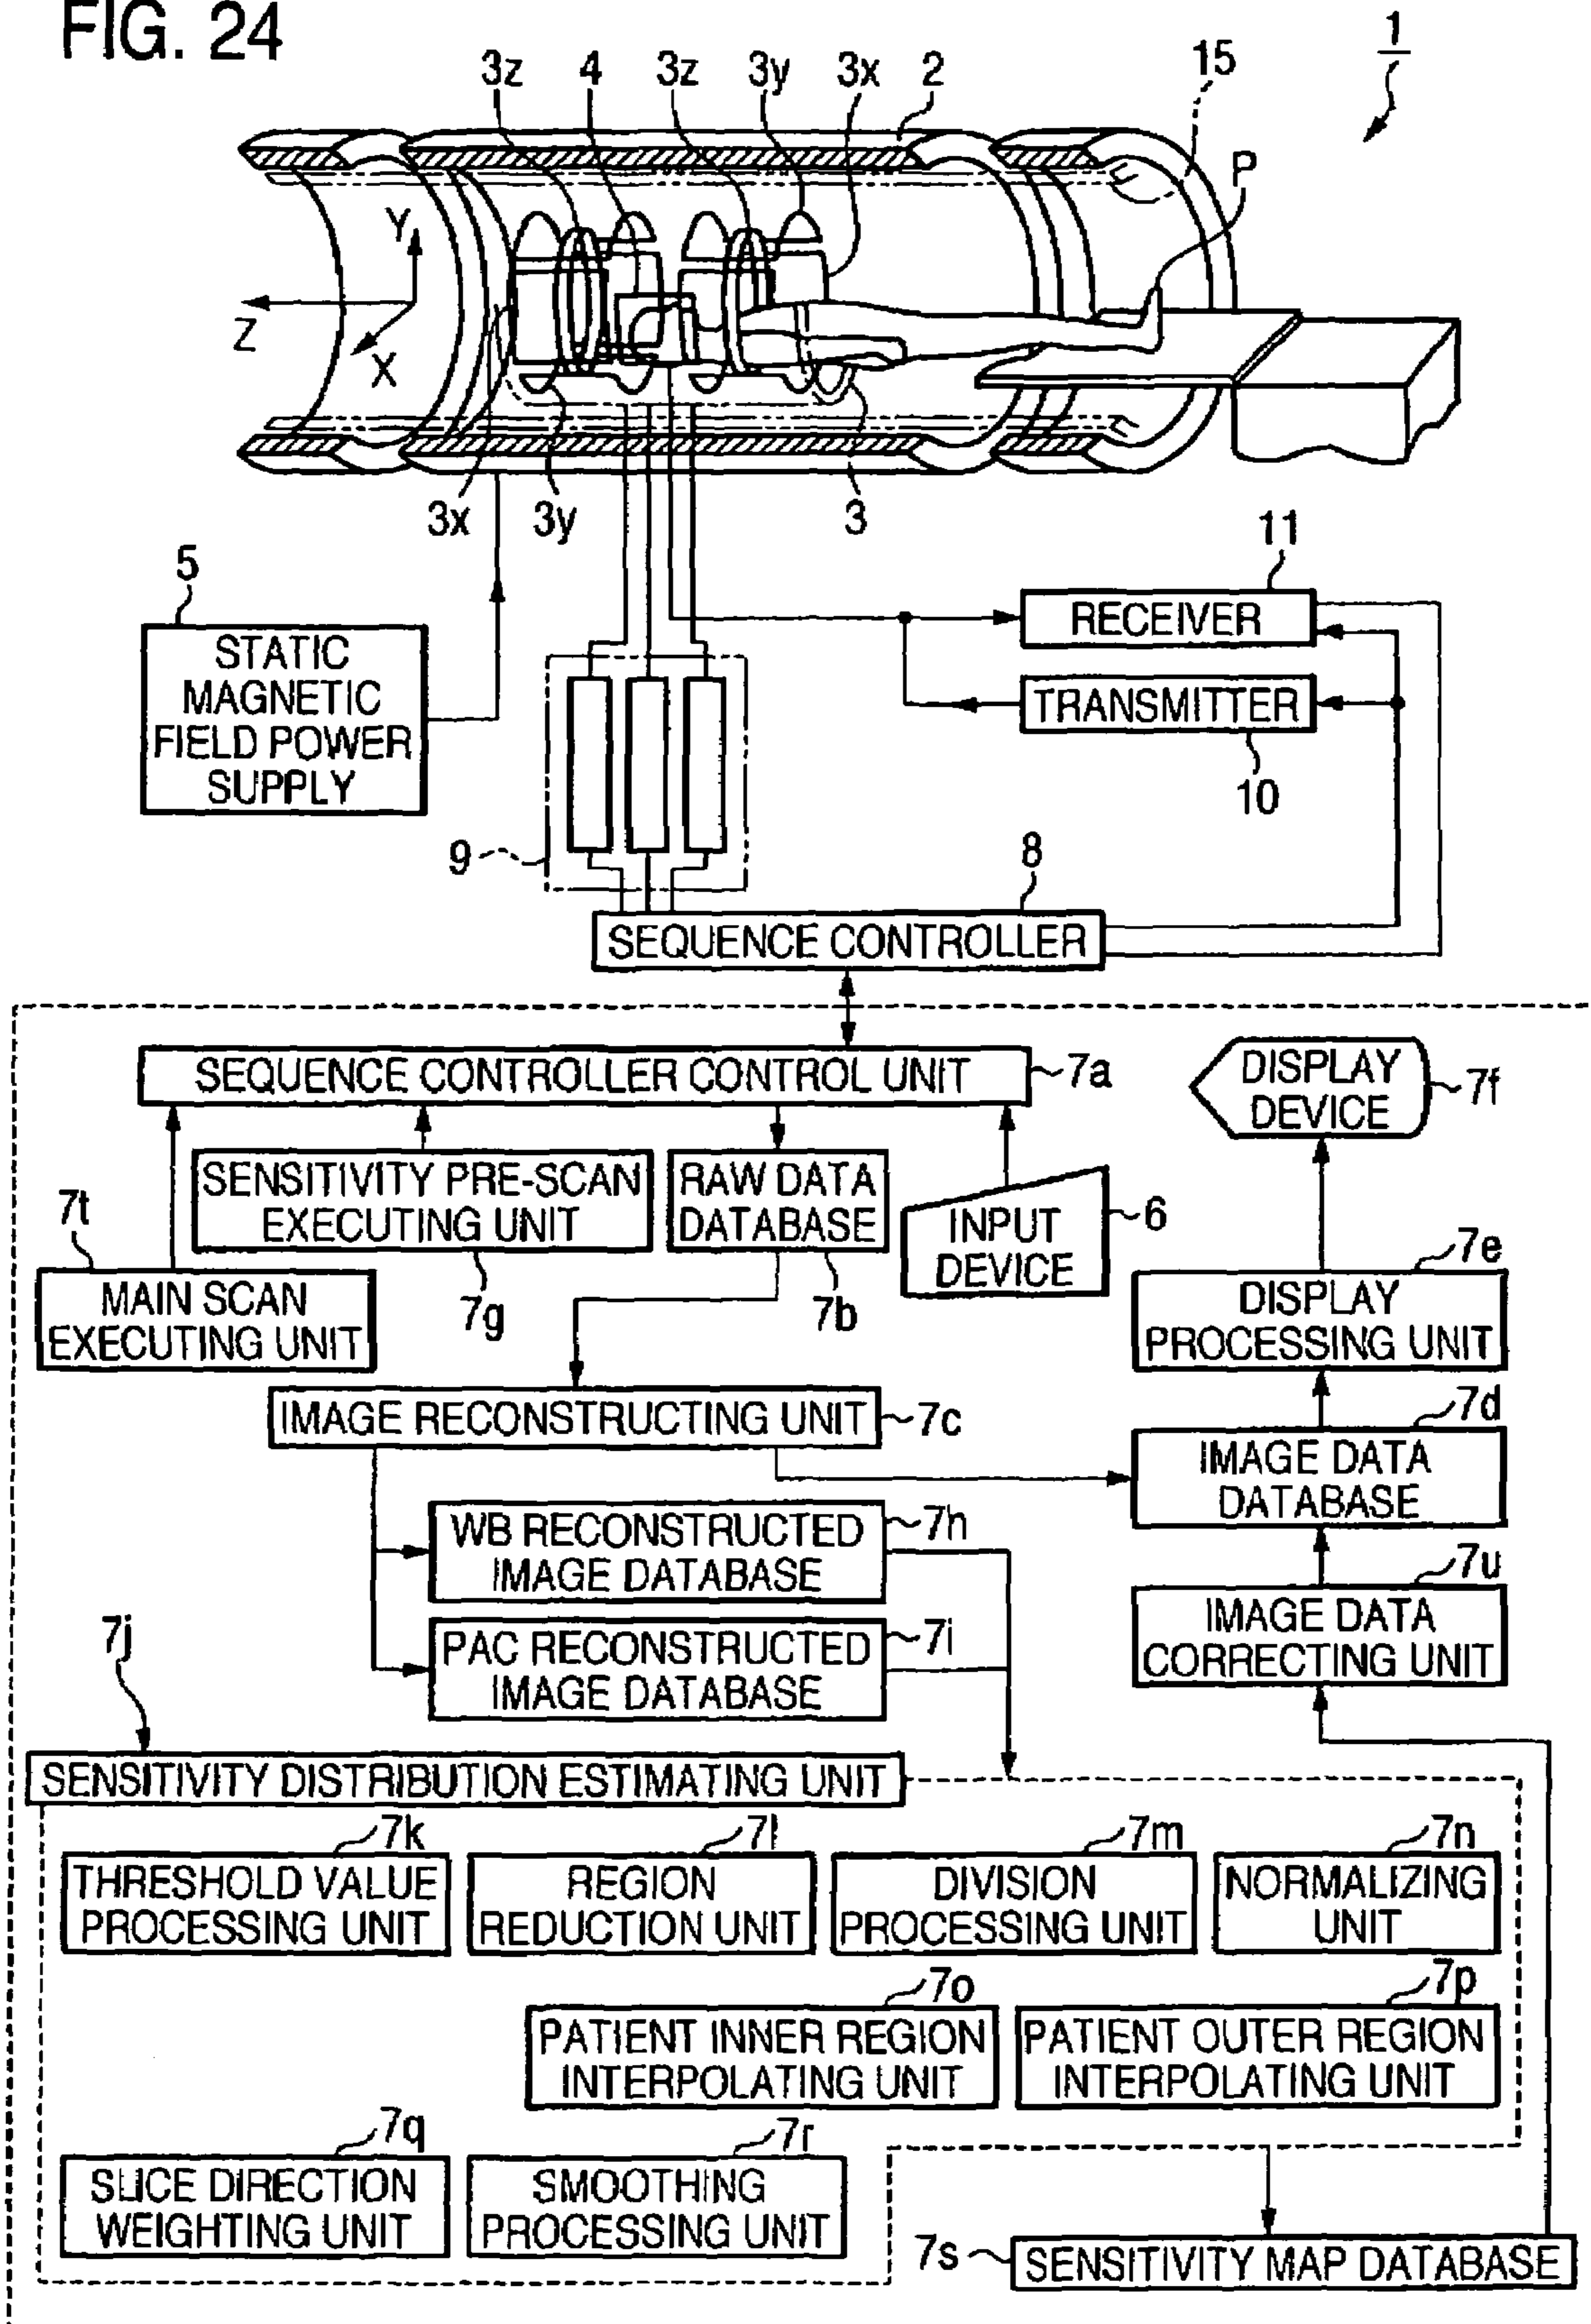 FIG. 24
1
3z
4
3z
3y
3x
2
15
P
Y
Z
X
3x
3y
3
11
5
RECEIVER
STATIC
MAGNETIC
FIELD POWER
SUPPLY
TRANSMITTER
10
9
8
SEQUENCE CONTROLLER
SEQUENCE CONTROLLER CONTROL UNIT
7a
DISPLAY
DEVICE
7f
SENSITIVITY PRE-SCAN
EXECUTING UNIT
7g
RAW DATA
DATABASE
7b
INPUT
DEVICE
6
7t
MAIN SCAN
EXECUTING UNIT
7e
DISPLAY
PROCESSING UNIT
IMAGE RECONSTRUCTING UNIT
7c
7d
IMAGE DATA
DATABASE
WB RECONSTRUCTED
IMAGE DATABASE
7h
7u
IMAGE DATA
CORRECTING UNIT
PAC RECONSTRUCTED
IMAGE DATABASE
7i
7j
SENSITIVITY DISTRIBUTION ESTIMATING UNIT
7k
THRESHOLD VALUE
PROCESSING UNIT
7l
REGION
REDUCTION UNIT
7m
DIVISION
PROCESSING UNIT
7n
NORMALIZING
UNIT
7o
PATIENT INNER REGION
INTERPOLATING UNIT
7p
PATIENT OUTER REGION
INTERPOLATING UNIT
7q
SLICE DIRECTION
WEIGHTING UNIT
7r
SMOOTHING
PROCESSING UNIT
7s
SENSITIVITY MAP DATABASE